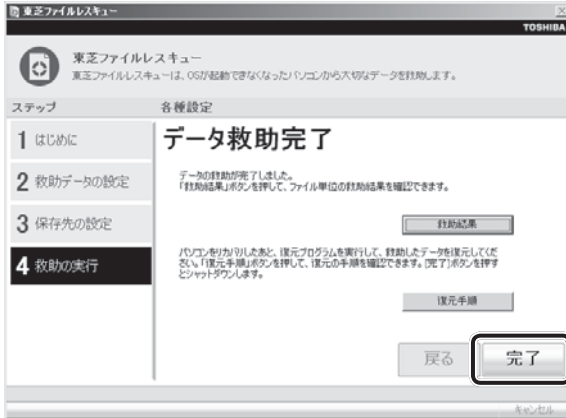 東芝ファイルレスキュー
TOSHIBA
東芝ファイルレスキュー
東芝ファイルレスキューは、OSが起動できなくなったパソコンから大切なデータを救助します。
ステップ
各種設定
1 はじめに
2 救助データの設定
3 保存先の設定
4 救助の実行
データ救助完了
データの救助が完了しました。
「救助結果」ボタンを押して、ファイル単位の救助結果を確認できます。
救助結果
パソコンをリカバリしたあと、復元プログラムを実行して、救助したデータを復元してくだ
さい。「復元手順」ボタンを押して、復元の手順を確認できます。[完了]ボタンを押す
とシャットダウンします。
復元手順
戻る
完了
キャンセル